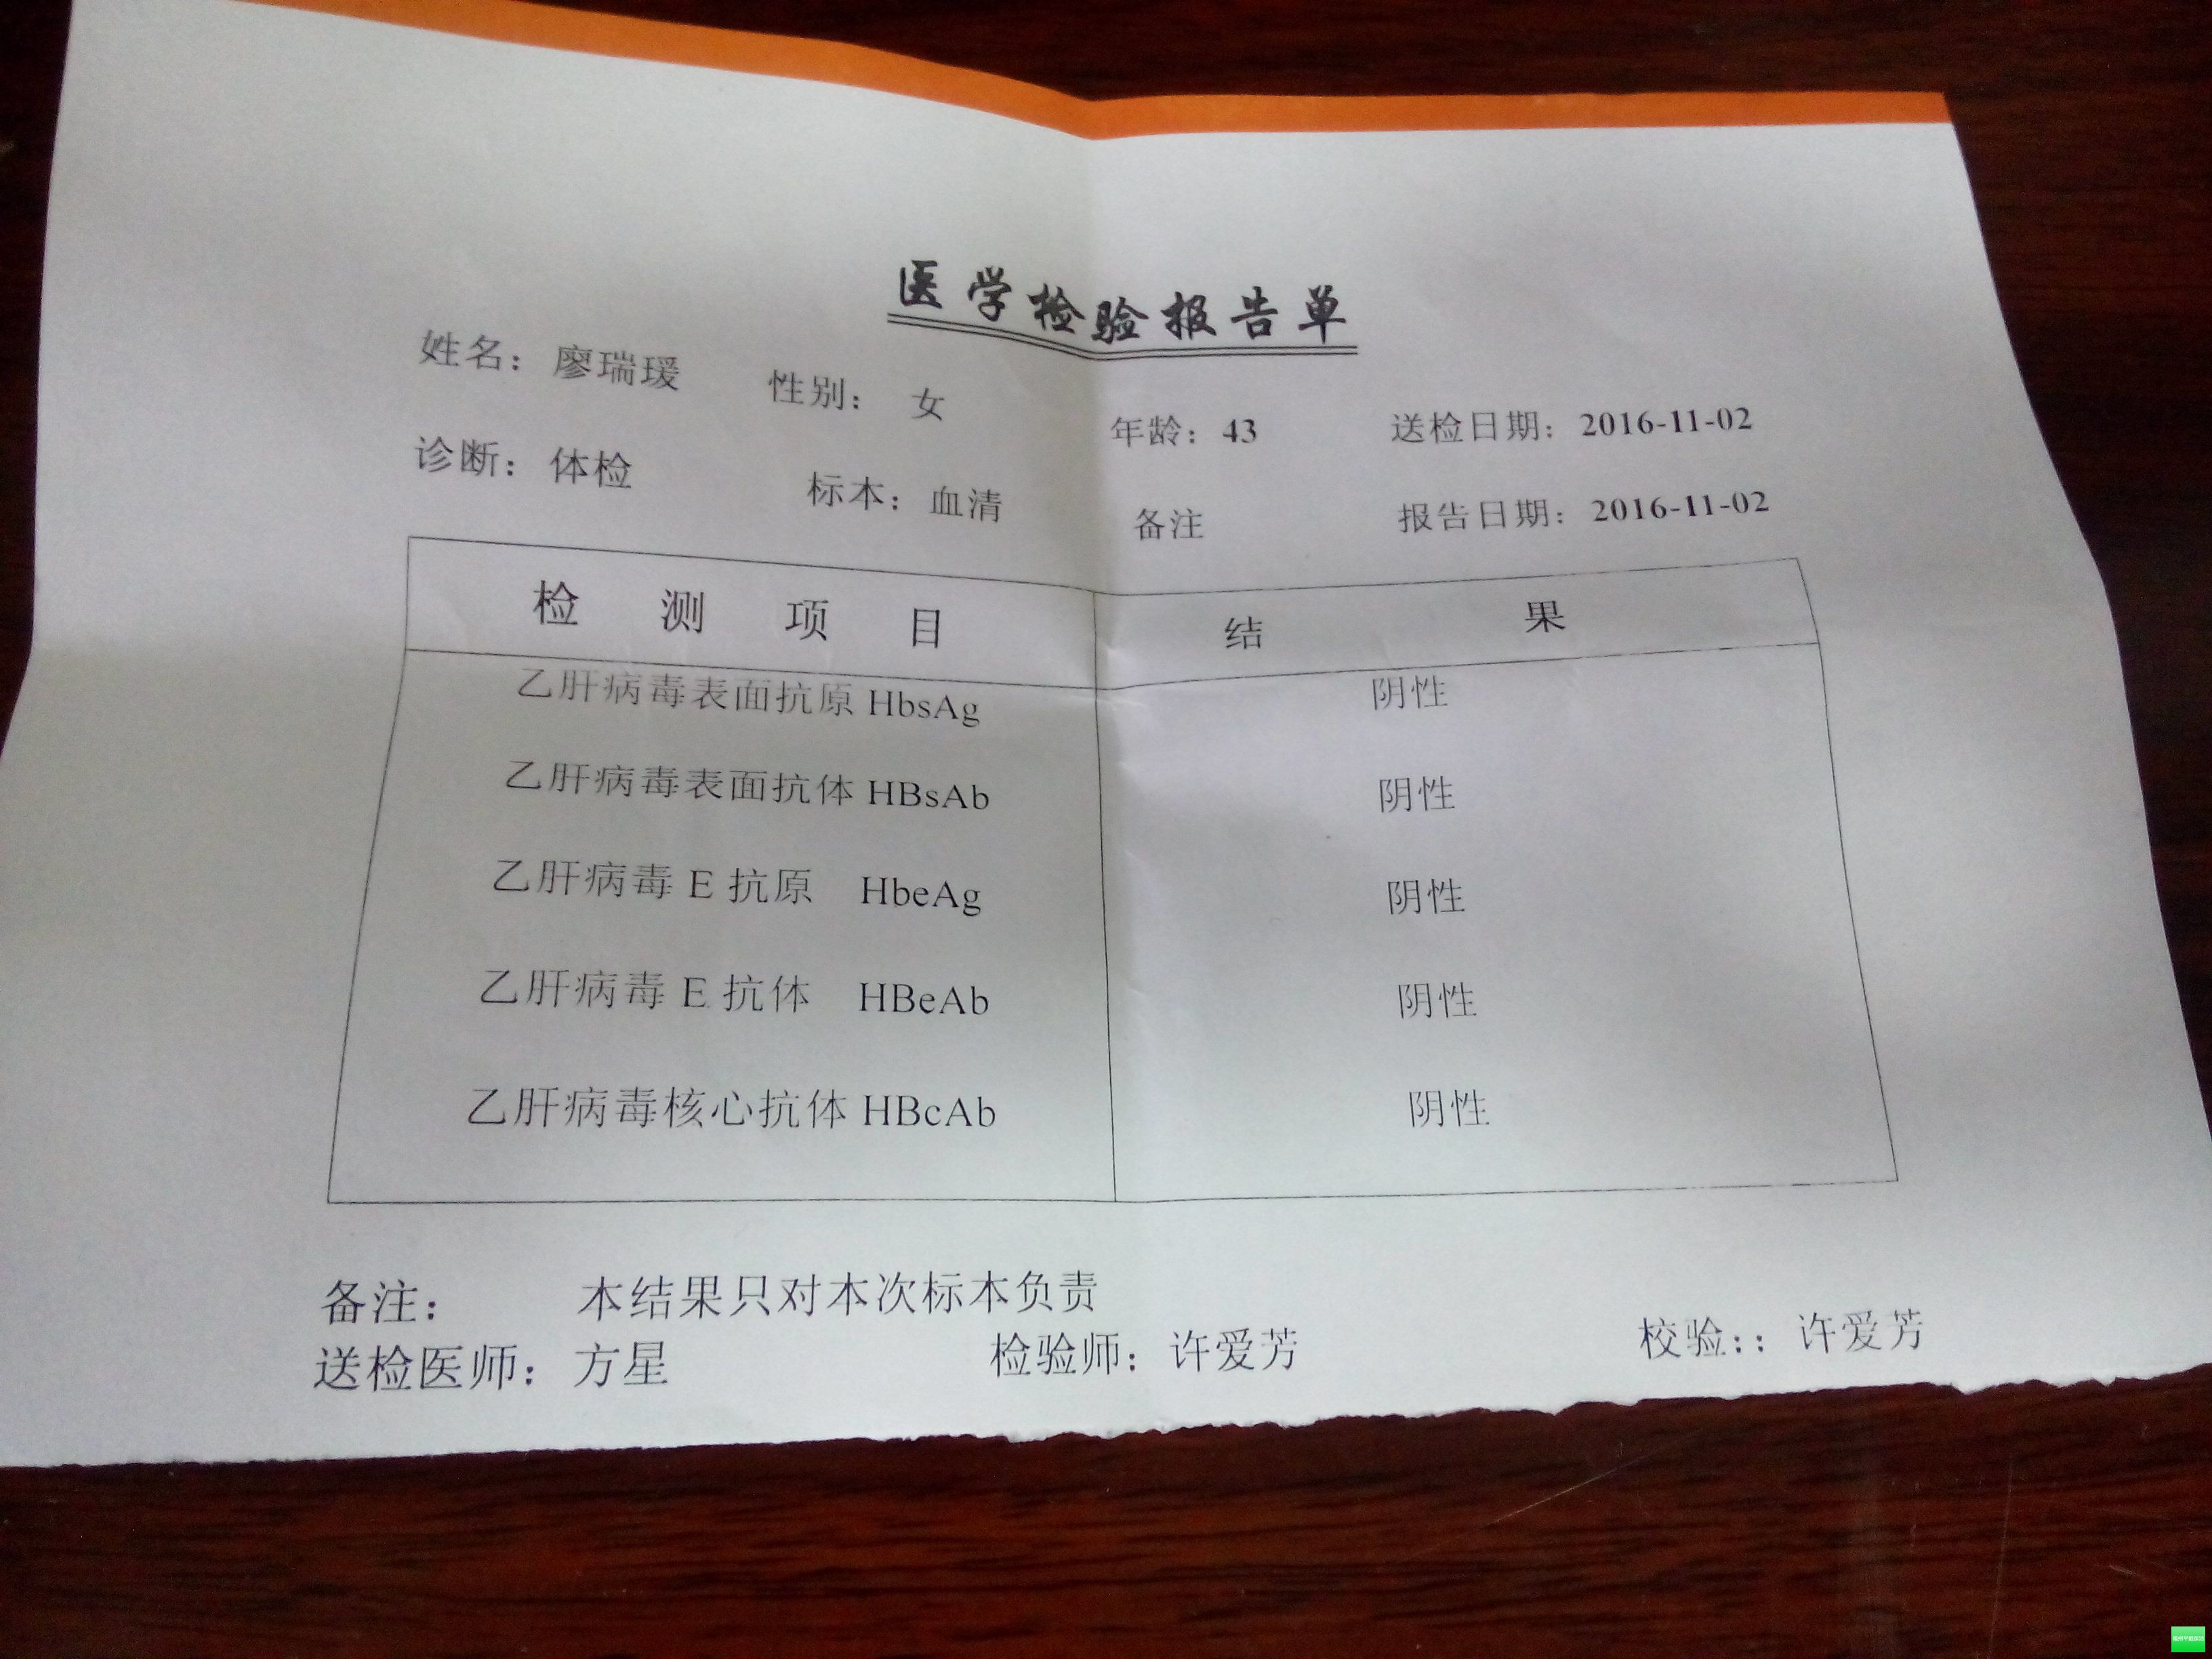 医学检验报告单
姓名：廖瑞瑗 性别： 女 年龄：43 送检日期：2016-11-02
诊断：体检 标本：血清 备注 报告日期：2016-11-02
检 测 项 目 结 果
乙肝病毒表面抗原 HbsAg 阴性
乙肝病毒表面抗体 HBsAb 阴性
乙肝病毒 E 抗原 HbeAg 阴性
乙肝病毒 E 抗体 HBeAb 阴性
乙肝病毒核心抗体 HBcAb 阴性
备注： 本结果只对本次标本负责
送检医师：方星 检验师：许爱芳 校验：：许爱芳